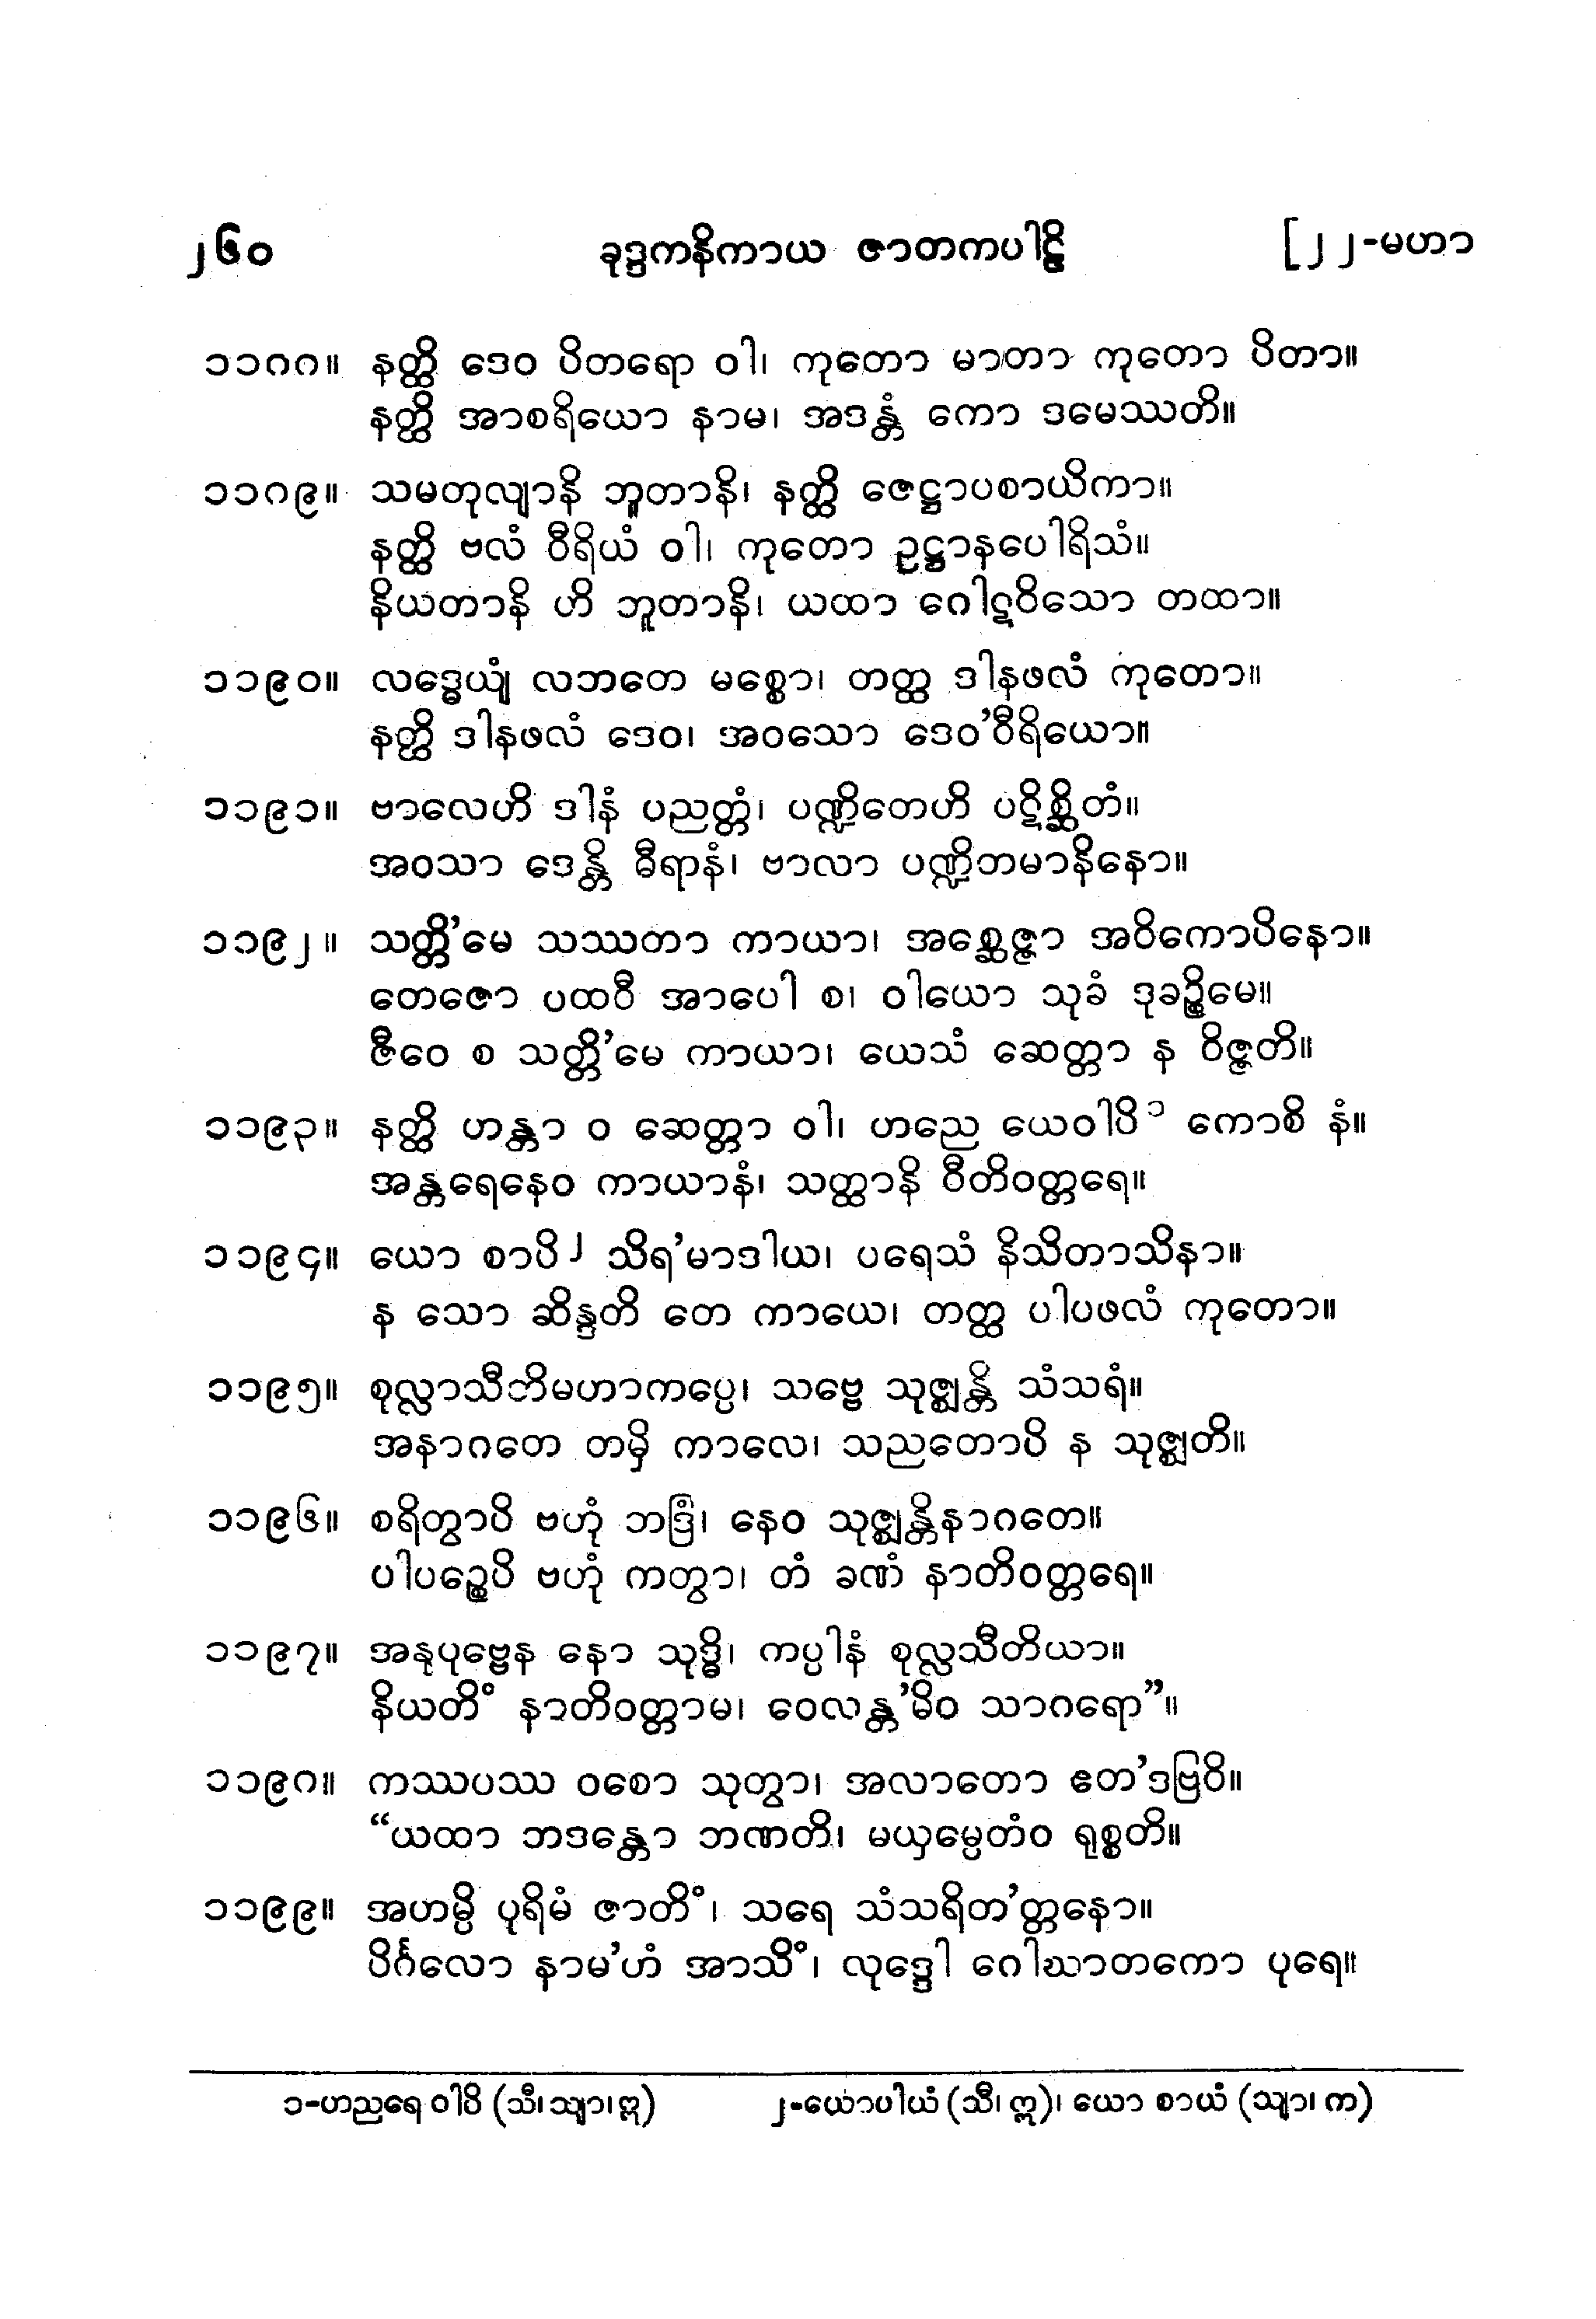 ၂၆၀ ခုဒ္ဒကနိကာယ ဇာတကပါဠိ [၂၂-မဟာ
၁၁၈၈။ နတ္ထိ ဒေဝ ပိတရော ဝါ၊ ကုတော မာတာ ကုတော ပိတာ။
နတ္ထိ အာစရိယော နာမ၊ အဒန္တံ ကော ဒမေဿတိ။
၁၁၈၉။ သမတုလျာနိ ဘူတာနိ၊ နတ္ထိ ဇေဋ္ဌာပစာယိကာ။
နတ္ထိ ဗလံ ဝီရိယံ ဝါ၊ ကုတော ဥဋ္ဌာနပေါရိသံ။
နိယတာနိ ဟိ ဘူတာနိ၊ ယထာ ဂေါဋဝိသော တထာ။
၁၁၉၀။ လဒ္ဓေယျံ လဘတေ မစ္စော၊ တတ္ထ ဒါနဖလံ ကုတော။
နတ္ထိ ဒါနဖလံ ဒေဝ၊ အဝသော ဒေဝ’ဝီရိယော။
၁၁၉၁။ ဗာလေဟိ ဒါနံ ပညတ္တံ၊ ပဏ္ဍိတေဟိ ပဋိစ္ဆိတံ။
အဝသာ ဒေန္တိ ဓီရာနံ၊ ဗာလာ ပဏ္ဍိတမာနိနော။
၁၁၉၂။ သတ္တိ’မေ သဿတာ ကာယာ၊ အစ္ဆေဇ္ဇာ အဝိကောပိနော။
တေဇော ပထဝီ အာပေါ စ၊ ဝါယော သုခံ ဒုခဉ္စိမေ။
ဇီဝေ စ သတ္တိ’မေ ကာယာ၊ ယေသံ ဆေတ္တာ န ဝိဇ္ဇတိ။
၁၁၉၃။ နတ္ထိ ဟန္တာ ဝ ဆေတ္တာ ဝါ၊ ဟညေ ယေဝါပိ ၁ ကောစိ နံ။
အန္တရေနေဝ ကာယာနံ၊ သတ္ထာနိ ဝီတိဝတ္တရေ။
၁၁၉၄။ ယော စာပိ ၂ သိရ’မာဒါယ၊ ပရေသံ နိသိတာသိနာ။
န သော ဆိန္ဒတိ တေ ကာယေ၊ တတ္ထ ပါပဖလံ ကုတော။
၁၁၉၅။ စုလ္လာသီတိမဟာကပ္ပေ၊ သဗ္ဗေ သုဇ္ဈန္တိ သံသရံ။
အနာဂတေ တမှိ ကာလေ၊ သညတောပိ န သုဇ္ဈတိ။
၁၁၉၆။ စရိတွာပိ ဗဟုံ ဘဒြံ၊ နေဝ သုဇ္ဈန္တိနာဂတေ။
ပါပဉ္စေပိ ဗဟုံ ကတွာ၊ တံ ခဏံ နာတိဝတ္တရေ။
၁၁၉၇။ အနုပုဗ္ဗေန နော သုဒ္ဓိ၊ ကပ္ပါနံ စုလ္လသီတိယာ။
နိယတိံ နာတိဝတ္တာမ၊ ဝေလန္တ’မိဝ သာဂရော”။
၁၁၉၈။ ကဿပဿ ဝစော သုတွာ၊ အလာတော ဧတ’ဒဗြဝိ။
“ယထာ ဘဒန္တော ဘဏတိ၊ မယှမ္ပေတံဝ ရုစ္စတိ။
၁၁၉၉။ အဟမ္ပိ ပုရိမံ ဇာတိံ၊ သရေ သံသရိတ’တ္တနော။
ပိင်္ဂလော နာမ’ဟံ အာသိံ၊ လုဒ္ဒေါ ဂေါဃာတကော ပုရေ။
၁-ဟညရေ ဝါပိ (သီ၊ သျာ၊ ဣ) ၂-ယောပါယံ (သီ၊ ဣ)၊ ယော စာယံ (သျာ၊ က)